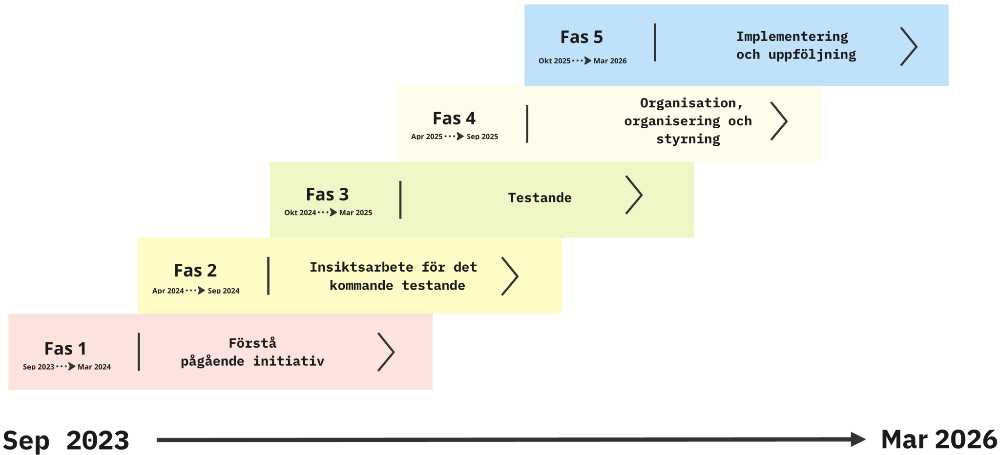 Fas 5
Okt 2025 Mar 2026
Implementering
och uppföljning
Fas 4
Apr 2025 Sep 2025
Organisation,
organisering och
styrning
Fas 3
Okt 2024 Mar 2025
Testande
Fas 2
Apr 2024 Sep 2024
Insiktsarbete för det
kommande testande
Fas 1
Sep 2023 Mar 2024
Förstå
pågående initiativ
Sep 2023 Mar 2026